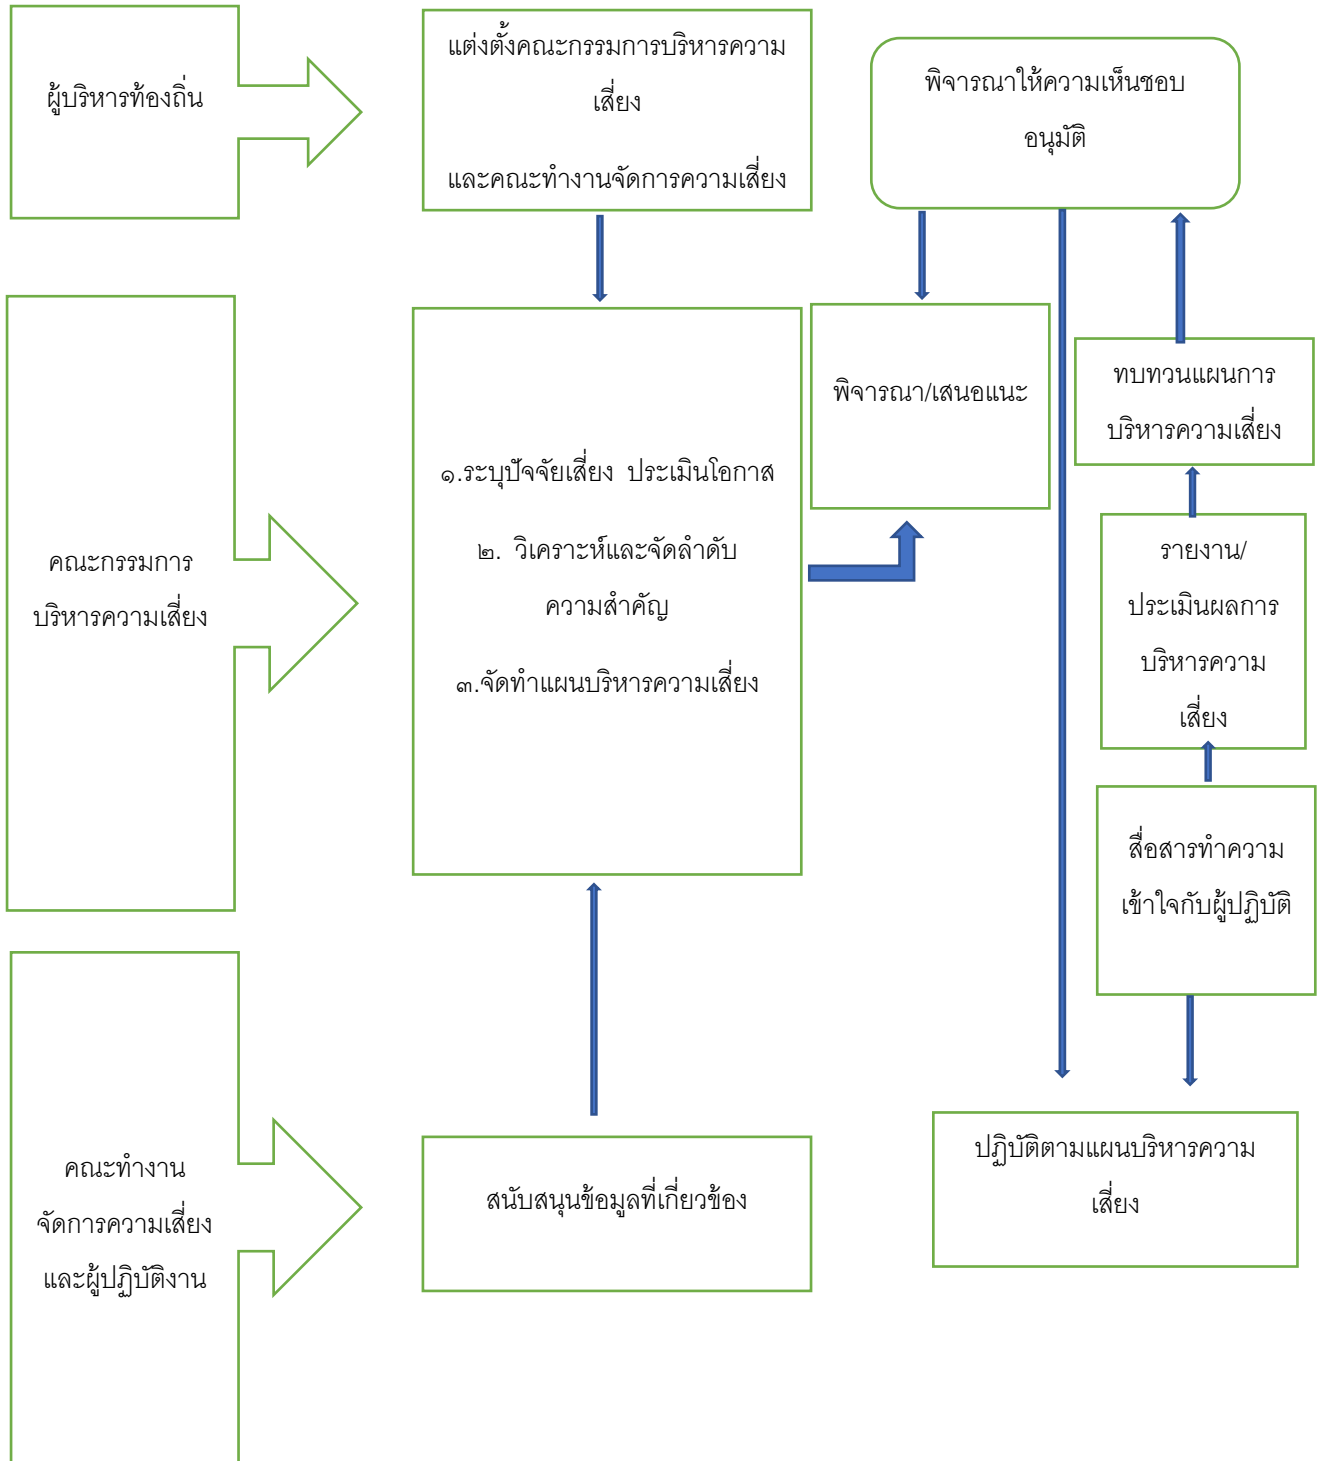 ผู้บริหารท้องถิ่น
แต่งตั้งคณะกรรมการบริหารความ
เสี่ยง
และคณะทำงานจัดการความเสี่ยง
พิจารณาให้ความเห็นชอบ
อนุมัติ
คณะกรรมการ
บริหารความเสี่ยง
๑.ระบุปัจจัยเสี่ยง ประเมินโอกาส
๒. วิเคราะห์และจัดลำดับ
ความสำคัญ
๓.จัดทำแผนบริหารความเสี่ยง
พิจารณา/เสนอแนะ
ทบทวนแผนการ
บริหารความเสี่ยง
รายงาน/
ประเมินผลการ
บริหารความ
เสี่ยง
สื่อสารทำความ
เข้าใจกับผู้ปฏิบัติ
คณะทำงาน
จัดการความเสี่ยง
และผู้ปฏิบัติงาน
สนับสนุนข้อมูลที่เกี่ยวข้อง
ปฏิบัติตามแผนบริหารความ
เสี่ยง